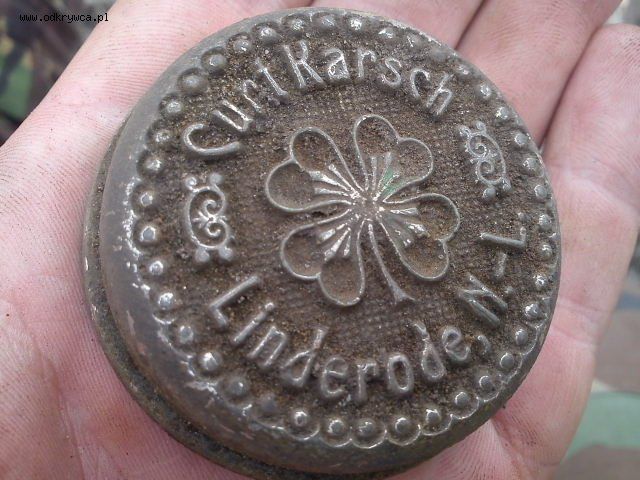 www.odkrywca.pl
Curt Karsch
Linderode, N.-L.